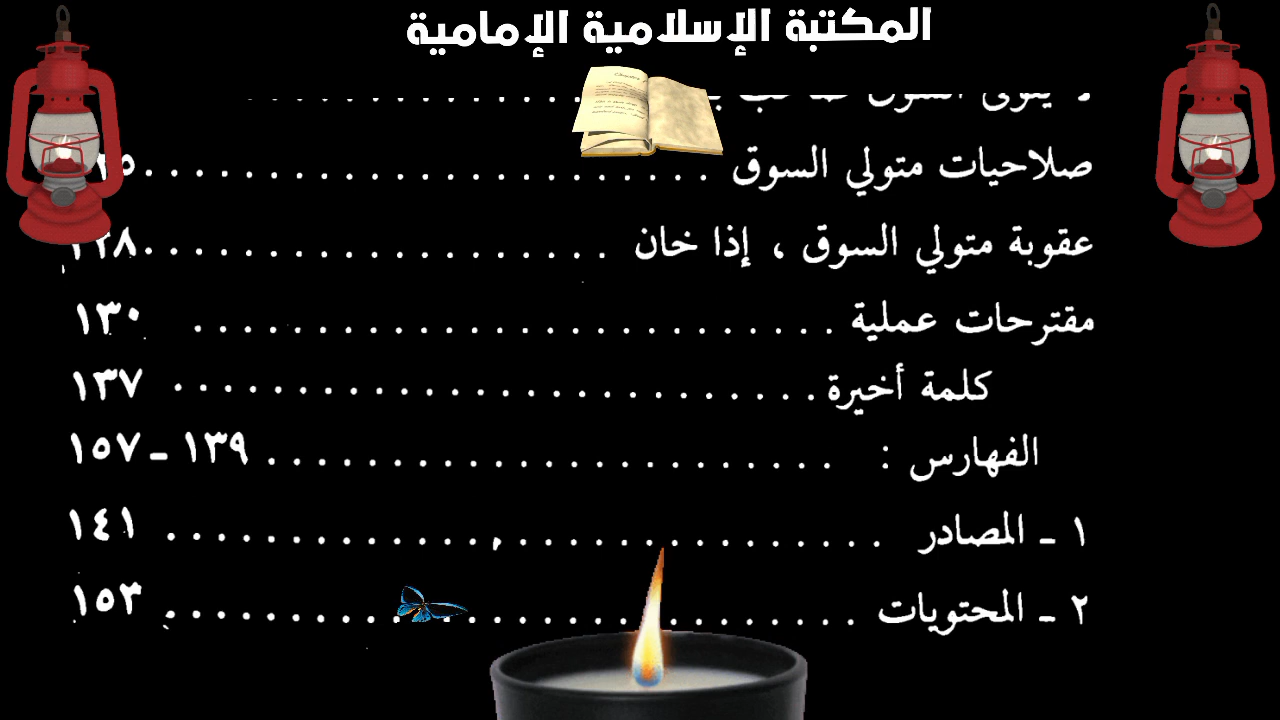 المكتبة الإسلامية الإمامية
صلاحيات متولي السوق
عقوبة متولي السوق ، إذا خان
مقترحات عملية ١٣٠
كلمة أخيرة ١٣٧
الفهارس : ١٣٩ ـ ١٥٧
١ ـ المصادر ١٤١
٢ ـ المحتويات ١٥٣